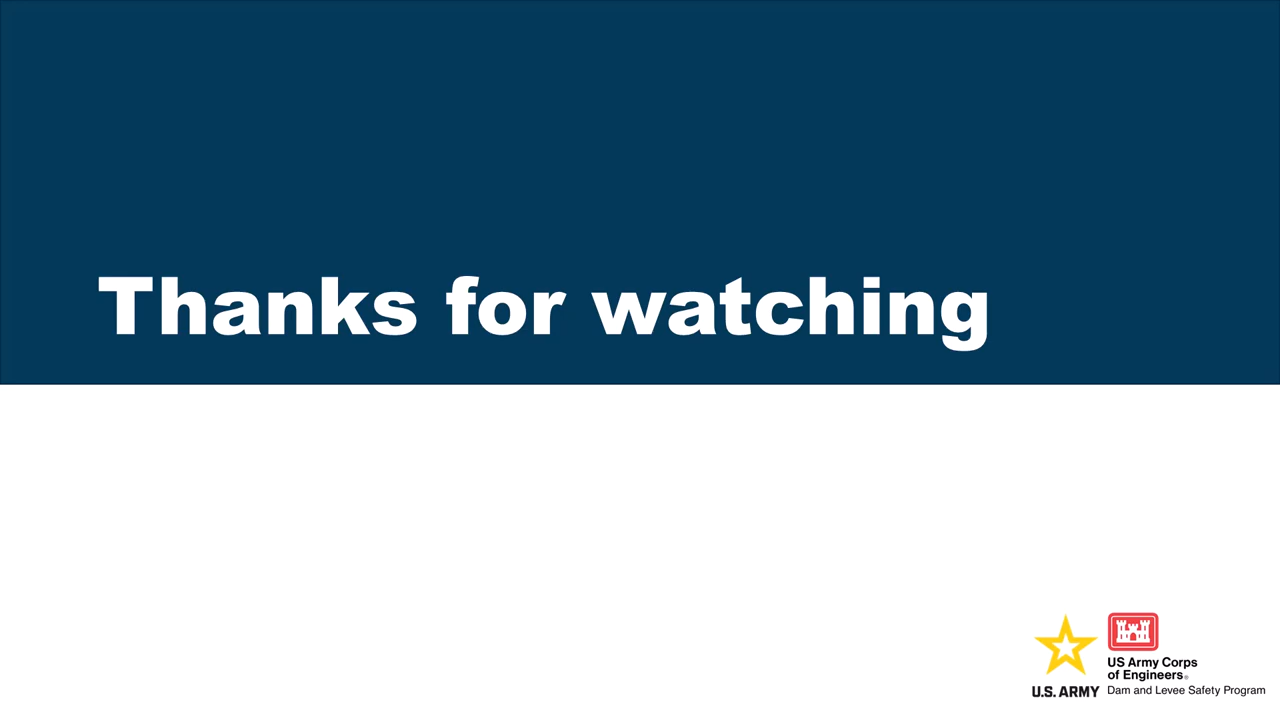 Thanks for watching
U.S. ARMY
US Army Corps
of Engineers®
Dam and Levee Safety Program